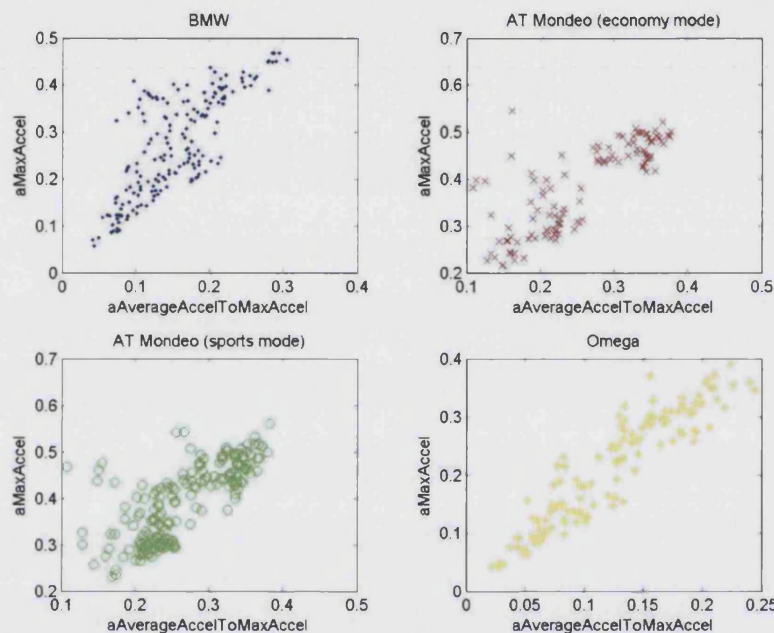 BMW
0.5
0.4
0.3
0.2
0.1
0
aMaxAccel
0 0.1 0.2 0.3 0.4
aAverageAccelToMaxAccel
AT Mondeo (economy mode)
0.7
0.6
0.5
0.4
0.3
0.2
aMaxAccel
0.1 0.2 0.3 0.4 0.5
aAverageAccelToMaxAccel
AT Mondeo (sports mode)
0.7
0.6
0.5
0.4
0.3
0.2
aMaxAccel
0.1 0.2 0.3 0.4 0.5
aAverageAccelToMaxAccel
Omega
0.4
0.3
0.2
0.1
0
aMaxAccel
0 0.05 0.1 0.15 0.2 0.25
aAverageAccelToMaxAccel